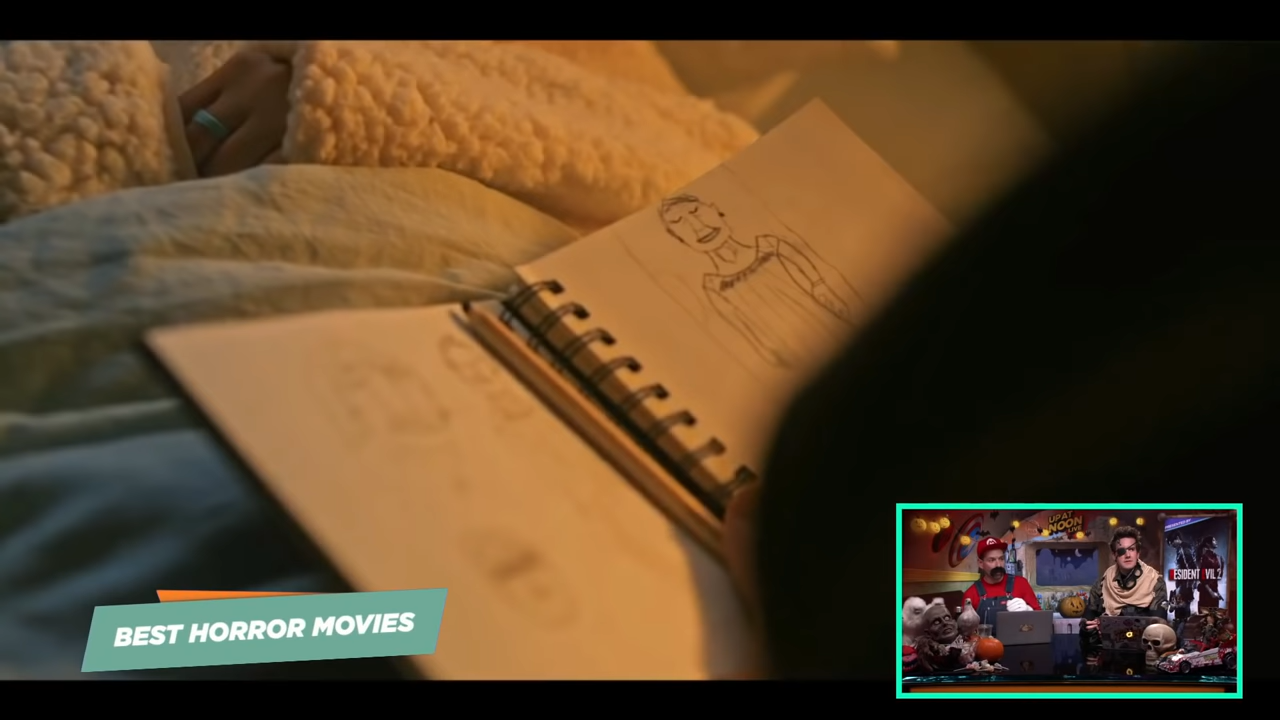 BEST HORROR MOVIES
UP AT
NOON
LIVE
RESIDENT EVIL 2